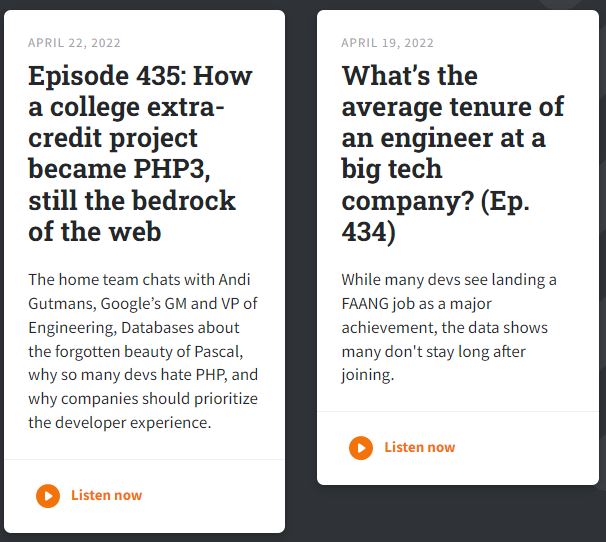 APRIL 22, 2022
Episode 435: How
a college extra-
credit project
became PHP3,
still the bedrock
of the web
The home team chats with Andi
Gutmans, Google’s GM and VP of
Engineering, Databases about
the forgotten beauty of Pascal,
why so many devs hate PHP, and
why companies should prioritize
the developer experience.
Listen now
APRIL 19, 2022
What’s the
average tenure of
an engineer at a
big tech
company? (Ep.
434)
While many devs see landing a
FAANG job as a major
achievement, the data shows
many don't stay long after
joining.
Listen now